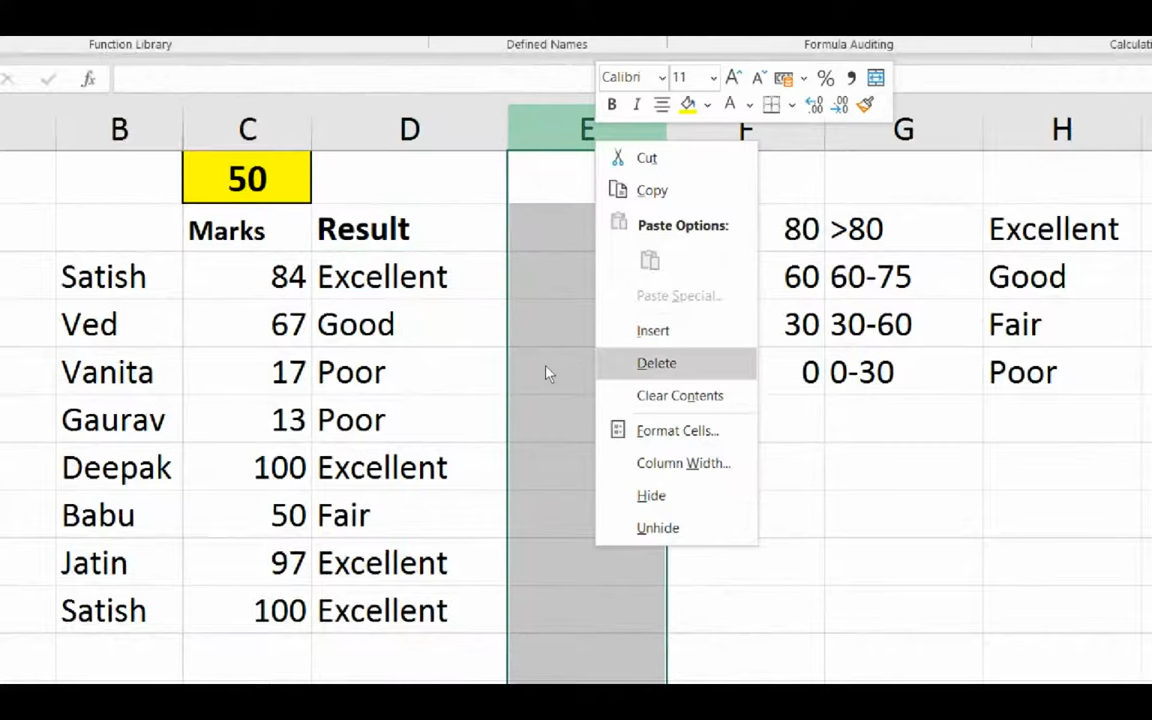 Function Library Defined Names Formula Auditing Calculati
fx
Calibri 11 A A % ,
B I A
B C D E F G H
50
Marks Result 80 >80 Excellent
Satish 84 Excellent 60 60-75 Good
Ved 67 Good 30 30-60 Fair
Vanita 17 Poor 0 0-30 Poor
Gaurav 13 Poor
Deepak 100 Excellent
Babu 50 Fair
Jatin 97 Excellent
Satish 100 Excellent
Cut
Copy
Paste Options:
Paste Special...
Insert
Delete
Clear Contents
Format Cells...
Column Width...
Hide
Unhide